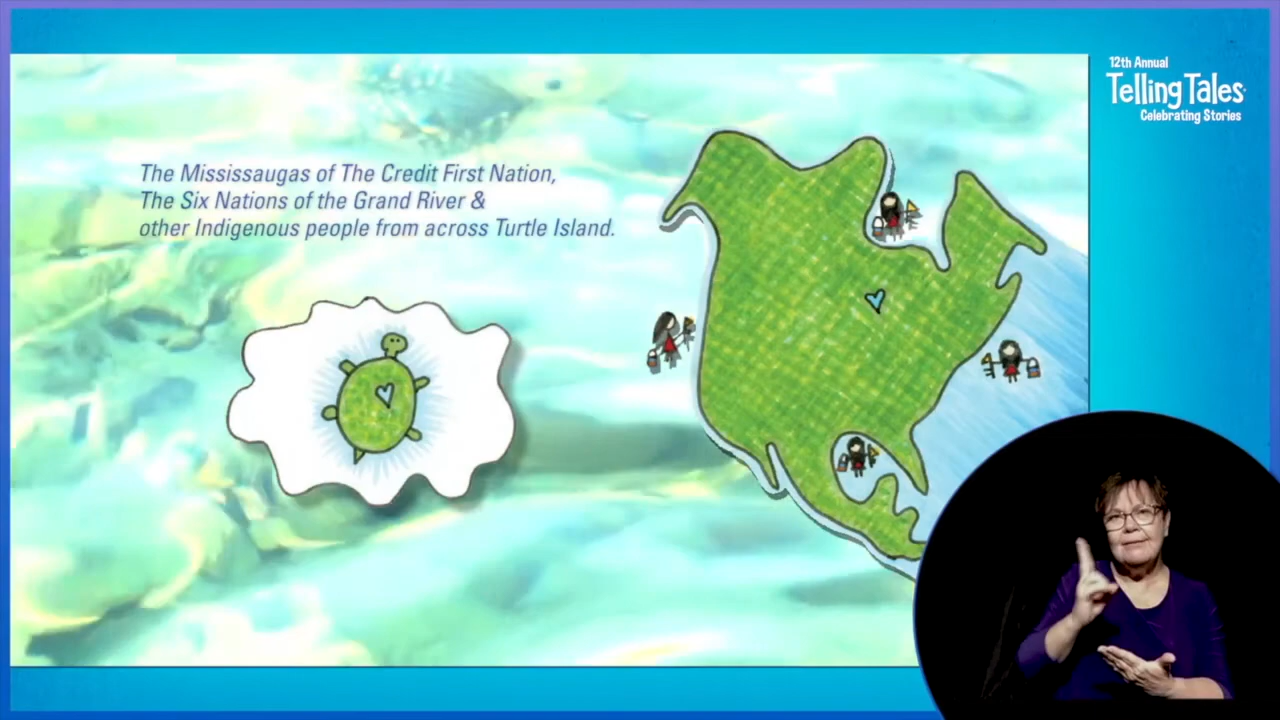 12th Annual
Telling Tales
Celebrating Stories
The Mississaugas of The Credit First Nation,
The Six Nations of the Grand River &
other Indigenous people from across Turtle Island.